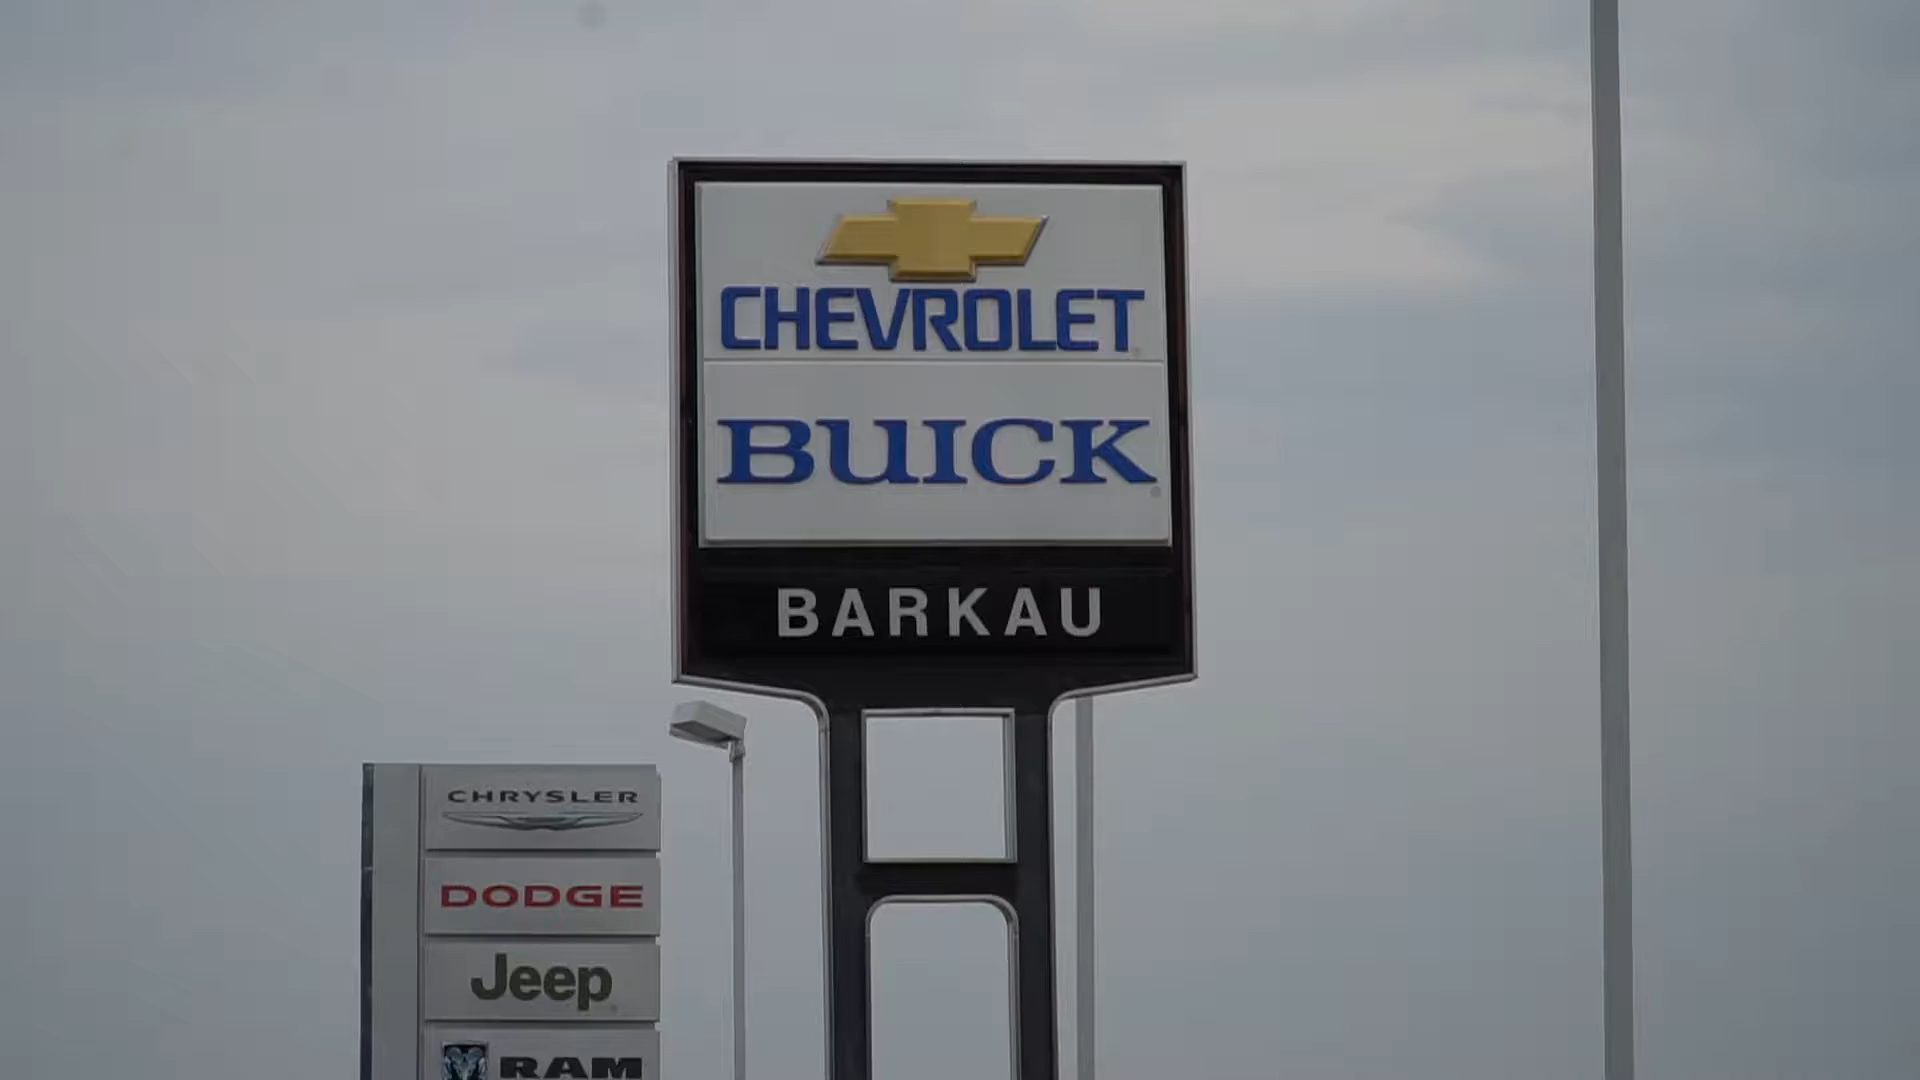 CHEVROLET
BUICK
BARKAU
CHRYSLER
DODGE
Jeep
RAM